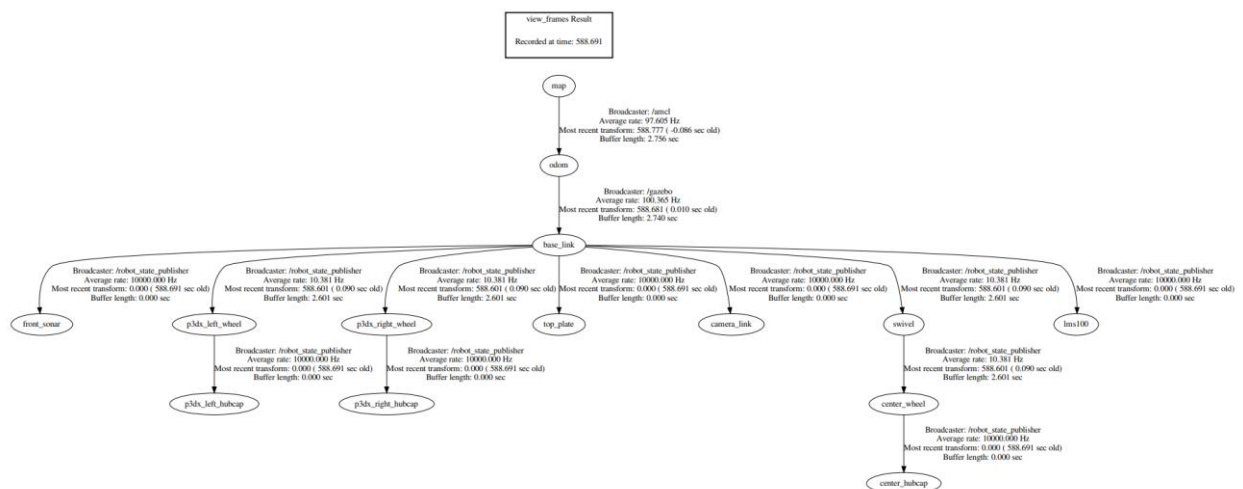 view_frames Result
Recorded at time: 588.691
map
Broadcaster: /amcl
Average rate: 97.605 Hz
Most recent transform: 588.777 ( -0.086 sec old)
Buffer length: 2.756 sec
odom
Broadcaster: /gazebo
Average rate: 100.365 Hz
Most recent transform: 588.681 ( 0.010 sec old)
Buffer length: 2.740 sec
base_link
Broadcaster: /robot_state_publisher
Average rate: 10000.000 Hz
Most recent transform: 0.000 ( 588.691 sec old)
Buffer length: 0.000 sec
Broadcaster: /robot_state_publisher
Average rate: 10.381 Hz
Most recent transform: 588.601 ( 0.090 sec old)
Buffer length: 2.601 sec
Broadcaster: /robot_state_publisher
Average rate: 10.381 Hz
Most recent transform: 588.601 ( 0.090 sec old)
Buffer length: 2.601 sec
Broadcaster: /robot_state_publisher
Average rate: 10000.000 Hz
Most recent transform: 0.000 ( 588.691 sec old)
Buffer length: 0.000 sec
Broadcaster: /robot_state_publisher
Average rate: 10000.000 Hz
Most recent transform: 0.000 ( 588.691 sec old)
Buffer length: 0.000 sec
Broadcaster: /robot_state_publisher
Average rate: 10.381 Hz
Most recent transform: 588.601 ( 0.090 sec old)
Buffer length: 2.601 sec
Broadcaster: /robot_state_publisher
Average rate: 10000.000 Hz
Most recent transform: 0.000 ( 588.691 sec old)
Buffer length: 0.000 sec
front_sonar
p3dx_left_wheel
p3dx_right_wheel
top_plate
camera_link
swivel
lms100
Broadcaster: /robot_state_publisher
Average rate: 10000.000 Hz
Most recent transform: 0.000 ( 588.691 sec old)
Buffer length: 0.000 sec
Broadcaster: /robot_state_publisher
Average rate: 10000.000 Hz
Most recent transform: 0.000 ( 588.691 sec old)
Buffer length: 0.000 sec
Broadcaster: /robot_state_publisher
Average rate: 10.381 Hz
Most recent transform: 588.601 ( 0.090 sec old)
Buffer length: 2.601 sec
p3dx_left_hubcap
p3dx_right_hubcap
center_wheel
Broadcaster: /robot_state_publisher
Average rate: 10000.000 Hz
Most recent transform: 0.000 ( 588.691 sec old)
Buffer length: 0.000 sec
center_hubcap